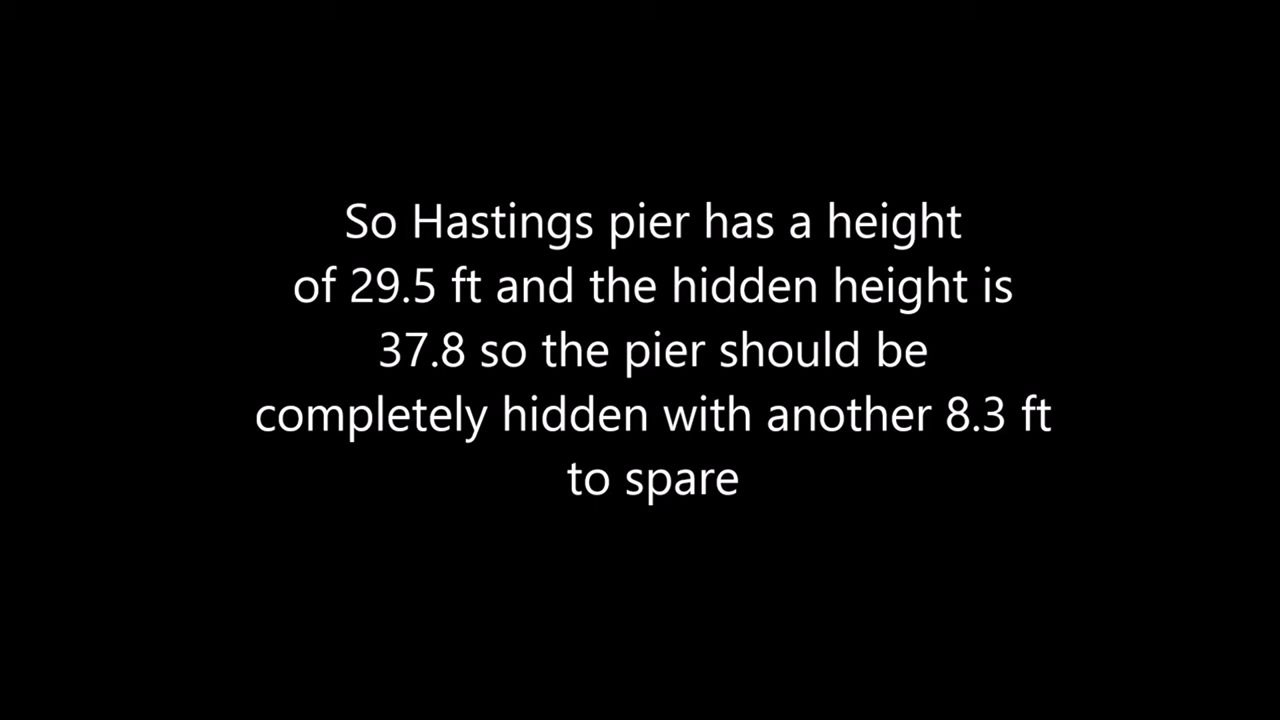 So Hastings pier has a height
of 29.5 ft and the hidden height is
37.8 so the pier should be
completely hidden with another 8.3 ft
to spare